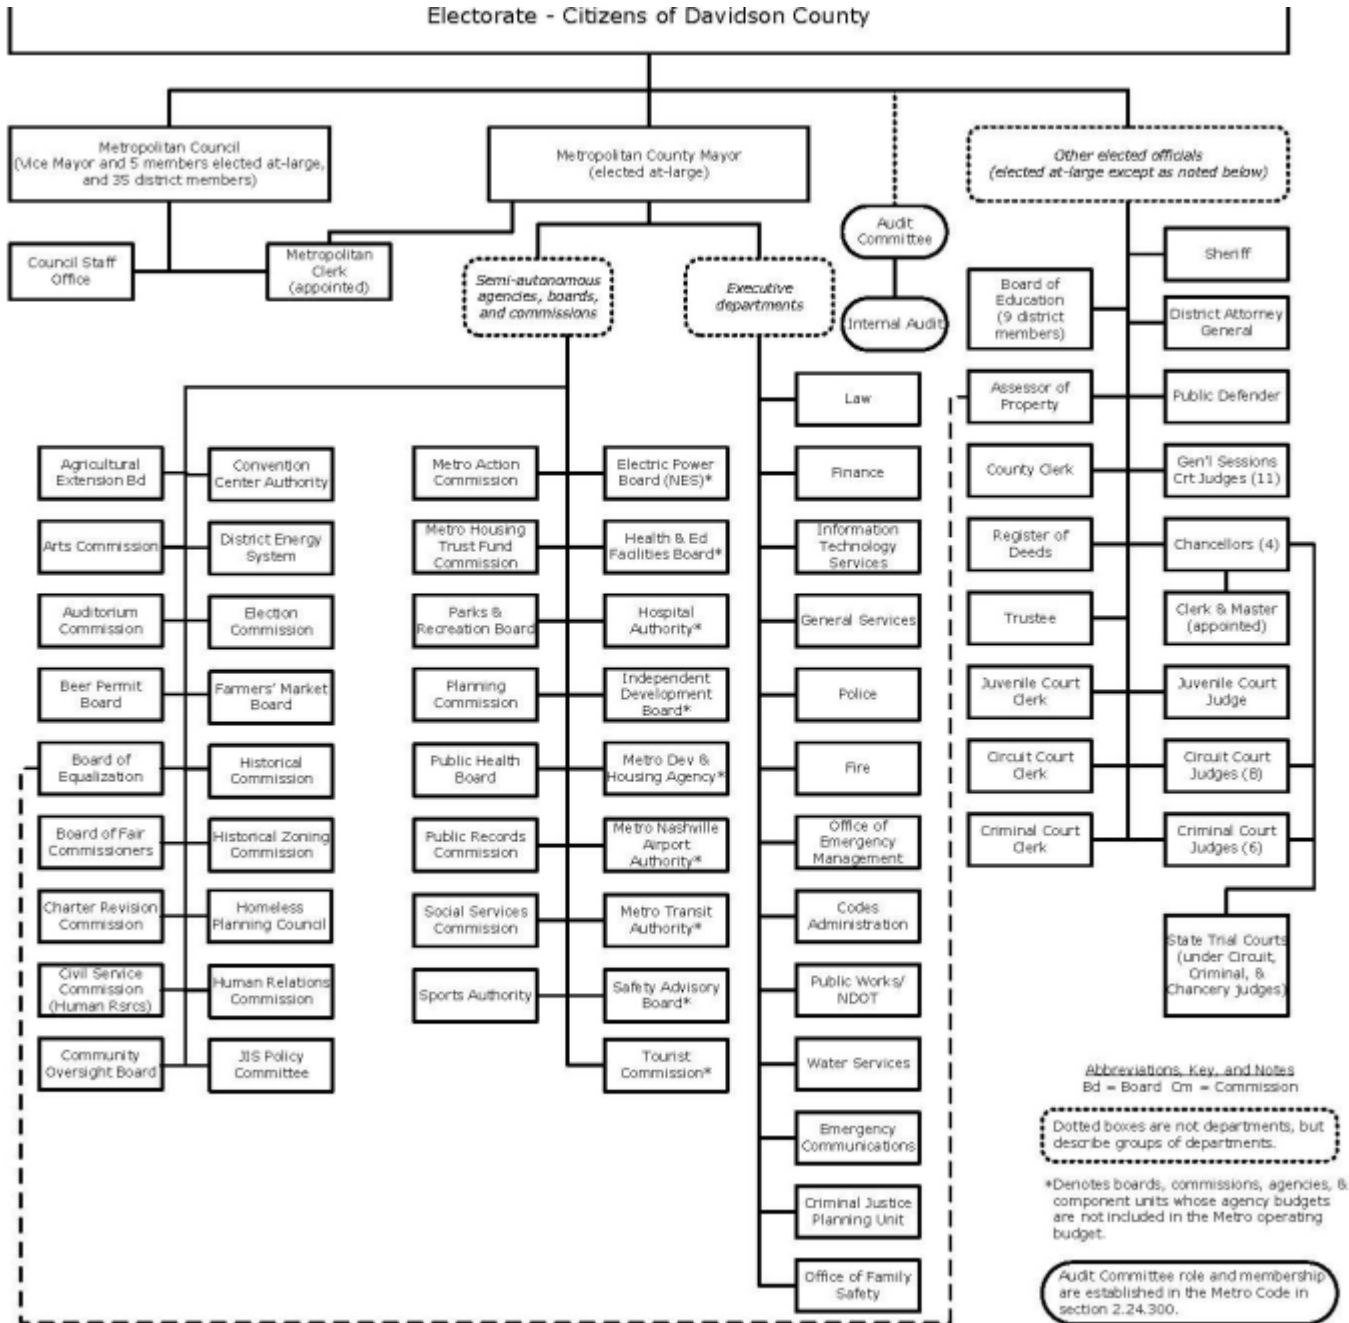 Electorate - Citizens of Davidson County
Metropolitan Council
(Vice Mayor and 5 members elected at-large,
and 35 district members)
Metropolitan County Mayor
(elected at-large)
Other elected officials
(elected at-large except as noted below)
Council Staff
Office
Metropolitan
Clerk
(appointed)
Semi-autonomous
agencies, boards,
and commissions
Executive
departments
Audit
Committee
Internal Audit
Agricultural
Extension Bd
Arts Commission
Auditorium
Commission
Beer Permit
Board
Board of
Equalization
Board of Fair
Commissioners
Charter Revision
Commission
Civil Service
Commission
(Human Rsrcs)
Community
Oversight Board
Convention
Center Authority
District Energy
System
Election
Commission
Farmers' Market
Board
Historical
Commission
Historical Zoning
Commission
Homeless
Planning Council
Human Relations
Commission
JIS Policy
Committee
Metro Action
Commission
Metro Housing
Trust Fund
Commission
Parks &
Recreation Board
Planning
Commission
Public Health
Board
Public Records
Commission
Social Services
Commission
Sports Authority
Electric Power
Board (NES)*
Health & Ed
Facilities Board*
Hospital
Authority*
Independent
Development
Board*
Metro Dev &
Housing Agency*
Metro Nashville
Airport
Authority*
Metro Transit
Authority*
Safety Advisory
Board*
Tourist
Commission*
Law
Finance
Information
Technology
Services
General Services
Police
Fire
Office of
Emergency
Management
Codes
Administration
Public Works/
NDOT
Water Services
Emergency
Communications
Criminal Justice
Planning Unit
Office of Family
Safety
Board of
Education
(9 district
members)
Assessor of
Property
County Clerk
Register of
Deeds
Trustee
Juvenile Court
Clerk
Circuit Court
Clerk
Criminal Court
Clerk
Sheriff
District Attorney
General
Public Defender
Gen'l Sessions
Crt Judges (11)
Chancellors (4)
Clerk & Master
(appointed)
Juvenile Court
Judge
Circuit Court
Judges (8)
Criminal Court
Judges (6)
State Trial Courts
(under Circuit,
Criminal, &
Chancery judges)
Abbreviations, Key, and Notes
Bd = Board Cm = Commission
Dotted boxes are not departments, but
describe groups of departments.
*Denotes boards, commissions, agencies, &
component units whose agency budgets
are not included in the Metro operating
budget.
Audit Committee role and membership
are established in the Metro Code in
section 2.24.300.